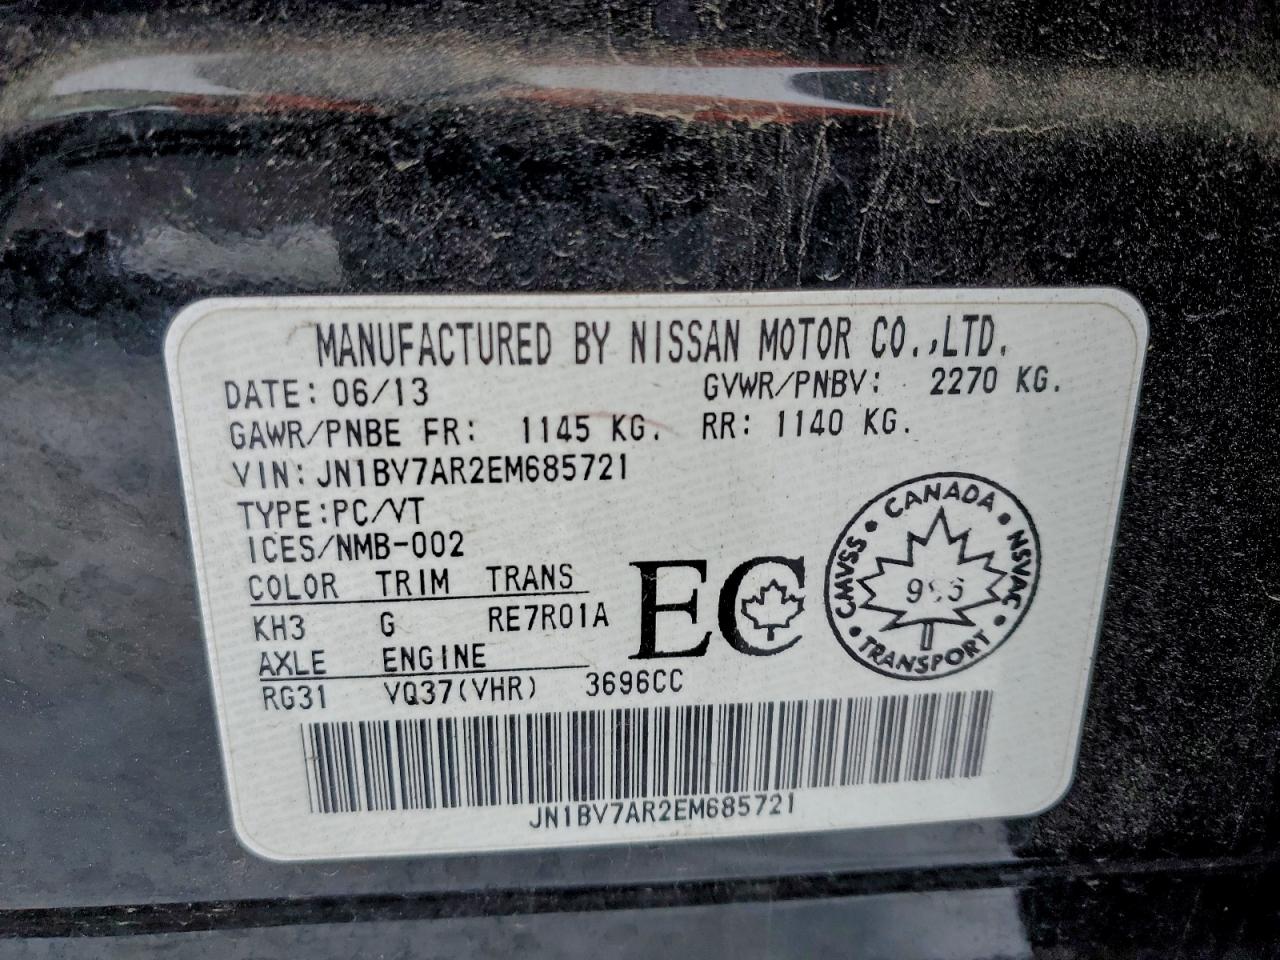 MANUFACTURED BY NISSAN MOTOR CO.,LTD.
DATE: 06/13 GVWR/PNBV: 2270 KG.
GAWR/PNBE FR: 1145 KG. RR: 1140 KG.
VIN: JN1BV7AR2EM685721
TYPE:PC/VT
ICES/NMB-002
COLOR TRIM TRANS
KH3 G RE7R01A
AXLE ENGINE
RG31 VQ37(VHR) 3696CC
EC
• CANADA • NSVAC • TRANSPORT • CMVSS
JN1BV7AR2EM685721